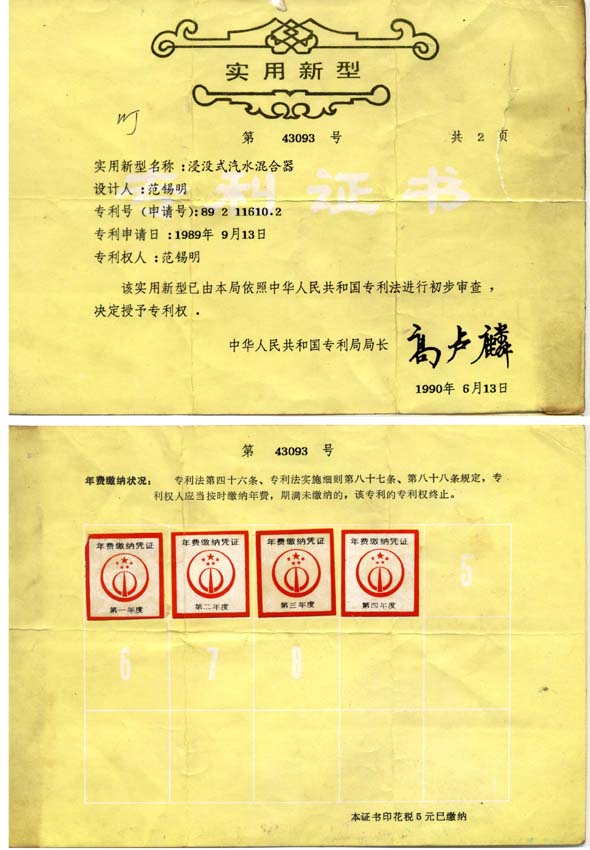 实用新型
第 43093 号 共 2 页
实用新型名称:浸没式汽水混合器
设计人:范锡明
专利号(申请号):89 2 11610.2
专利申请日:1989年 9月13日
专利权人:范锡明
专利证书
该实用新型已由本局依照中华人民共和国专利法进行初步审查,
决定授予专利权.
中华人民共和国专利局局长 高卢麟
1990年 6月13日
第 43093 号
年费缴纳状况: 专利法第四十六条、专利法实施细则第八十七条、第八十八条规定,专
利权人应当按时缴纳年费,期满未缴纳的,该专利的专利权终止。
年费缴纳凭证 年费缴纳凭证 年费缴纳凭证 年费缴纳凭证
第一年度 第二年度 第三年度 第四年度
5
6 7 8
本证书印花税5元已缴纳